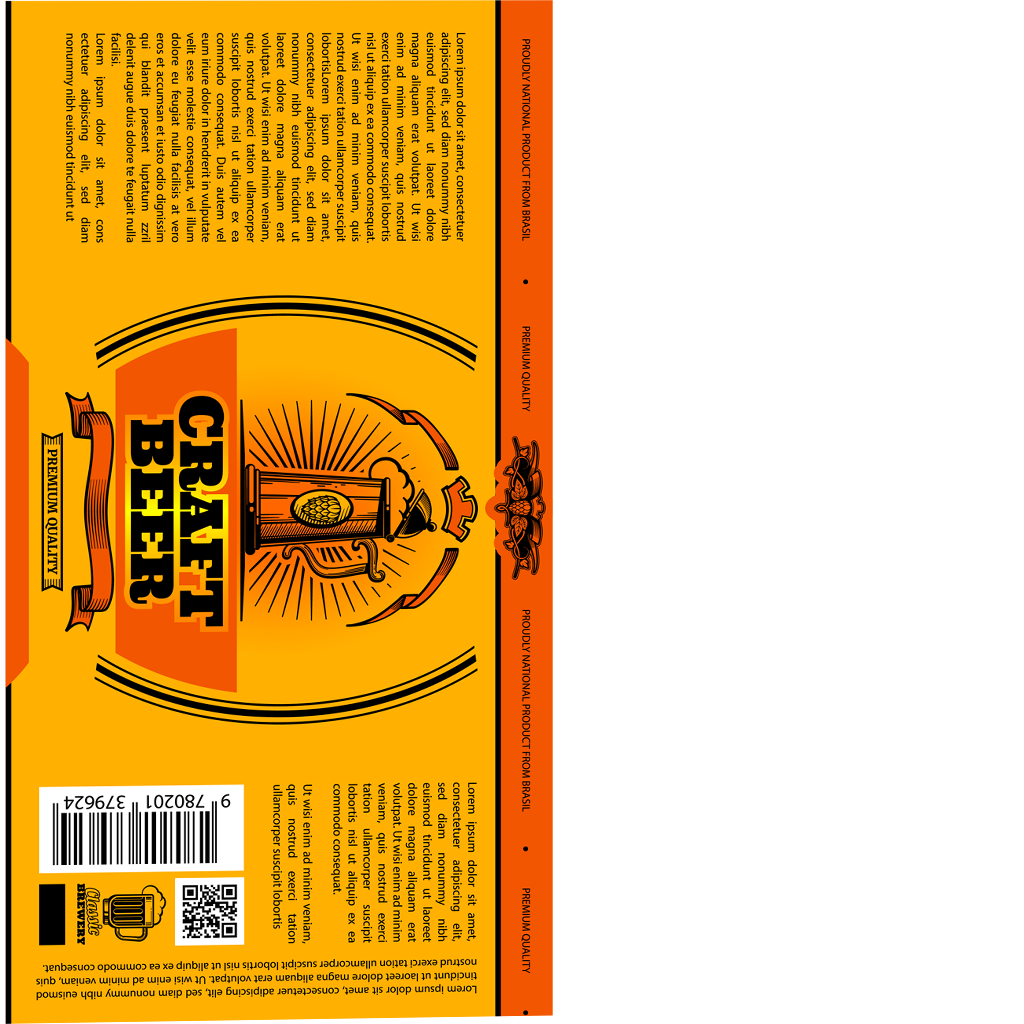 PROUDLY NATIONAL PRODUCT FROM BRASIL • PREMIUM QUALITY
PROUDLY NATIONAL PRODUCT FROM BRASIL • PREMIUM QUALITY •
Lorem ipsum dolor sit amet, consectetuer
adipiscing elit, sed diam nonummy nibh
euismod tincidunt ut laoreet dolore
magna aliquam erat volutpat. Ut wisi
enim ad minim veniam, quis nostrud
exerci tation ullamcorper suscipit lobortis
nisl ut aliquip ex ea commodo consequat.
Ut wisi enim ad minim veniam, quis
nostrud exerci tation ullamcorper suscipit
lobortisLorem ipsum dolor sit amet,
consectetuer adipiscing elit, sed diam
nonummy nibh euismod tincidunt ut
laoreet dolore magna aliquam erat
volutpat. Ut wisi enim ad minim veniam,
quis nostrud exerci tation ullamcorper
suscipit lobortis nisl ut aliquip ex ea
commodo consequat. Duis autem vel
eum iriure dolor in hendrerit in vulputate
velit esse molestie consequat, vel illum
dolore eu feugiat nulla facilisis at vero
eros et accumsan et iusto odio dignissim
qui blandit praesent luptatum zzril
delenit augue duis dolore te feugait nulla
facilisi.
Lorem ipsum dolor sit amet, cons
ectetuer adipiscing elit, sed diam
nonummy nibh euismod tincidunt ut
CRAFT
BEER
PREMIUM QUALITY
Lorem ipsum dolor sit amet,
consectetuer adipiscing elit,
sed diam nonummy nibh
euismod tincidunt ut laoreet
dolore magna aliquam erat
volutpat. Ut wisi enim ad minim
veniam, quis nostrud exerci
tation ullamcorper suscipit
lobortis nisl ut aliquip ex ea
commodo consequat.
Ut wisi enim ad minim veniam,
quis nostrud exerci tation
ullamcorper suscipit lobortis
9 780201 379624
Classic
BREWERY
Lorem ipsum dolor sit amet, consectetuer adipiscing elit, sed diam nonummy nibh euismod
tincidunt ut laoreet dolore magna aliquam erat volutpat. Ut wisi enim ad minim veniam, quis
nostrud exerci tation ullamcorper suscipit lobortis nisl ut aliquip ex ea commodo consequat.